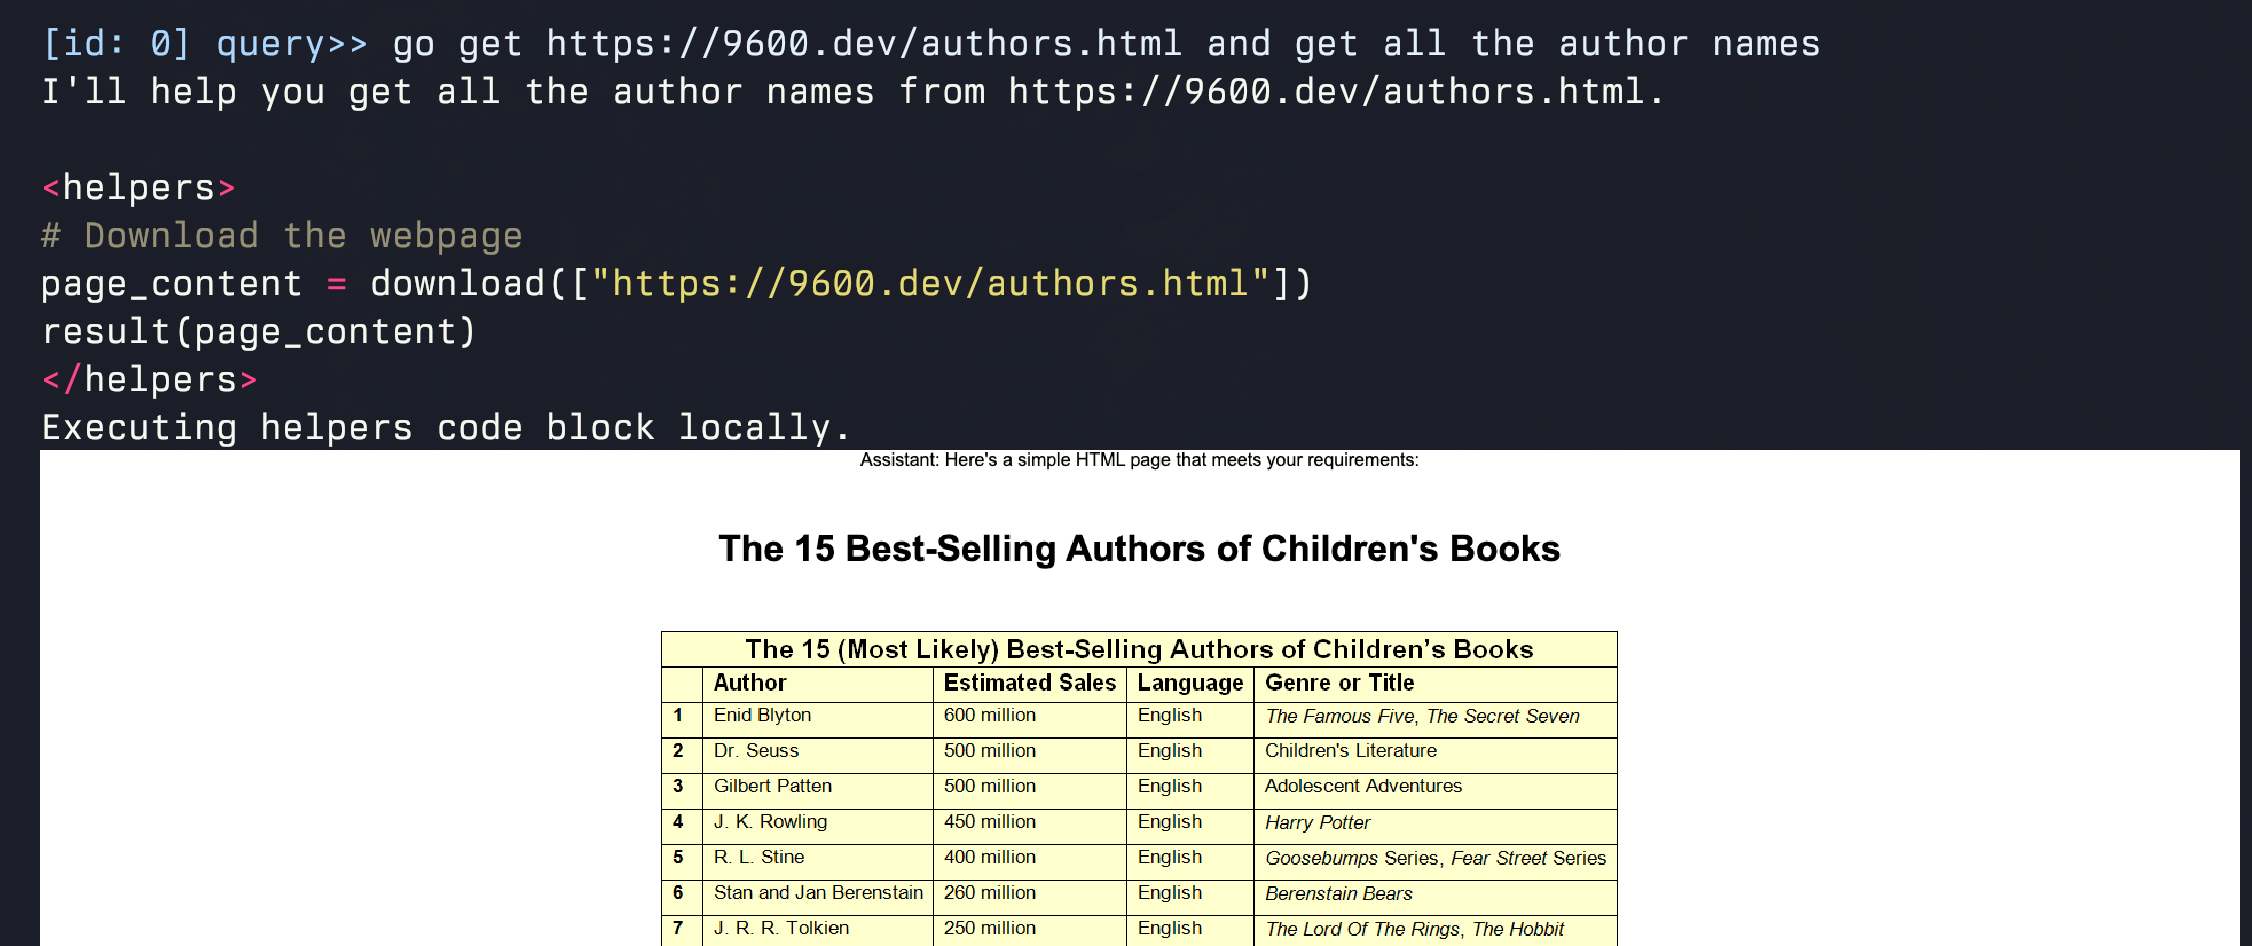 [id: 0] query>> go get https://9600.dev/authors.html and get all the author names
I'll help you get all the author names from https://9600.dev/authors.html.
<helpers>
# Download the webpage
page_content = download(["https://9600.dev/authors.html"])
result(page_content)
</helpers>
Executing helpers code block locally.
Assistant: Here's a simple HTML page that meets your requirements:
The 15 Best-Selling Authors of Children's Books
The 15 (Most Likely) Best-Selling Authors of Children’s Books
Author Estimated Sales Language Genre or Title
1 Enid Blyton 600 million English The Famous Five, The Secret Seven
2 Dr. Seuss 500 million English Children's Literature
3 Gilbert Patten 500 million English Adolescent Adventures
4 J. K. Rowling 450 million English Harry Potter
5 R. L. Stine 400 million English Goosebumps Series, Fear Street Series
6 Stan and Jan Berenstain 260 million English Berenstain Bears
7 J. R. R. Tolkien 250 million English The Lord Of The Rings, The Hobbit